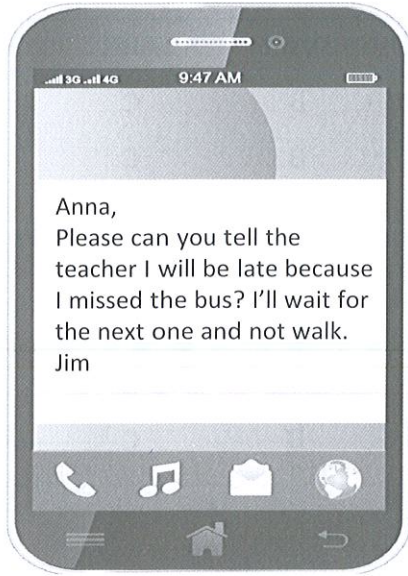 3G 4G 9:47 AM
Anna,
Please can you tell the
teacher I will be late because
I missed the bus? I’ll wait for
the next one and not walk.
Jim